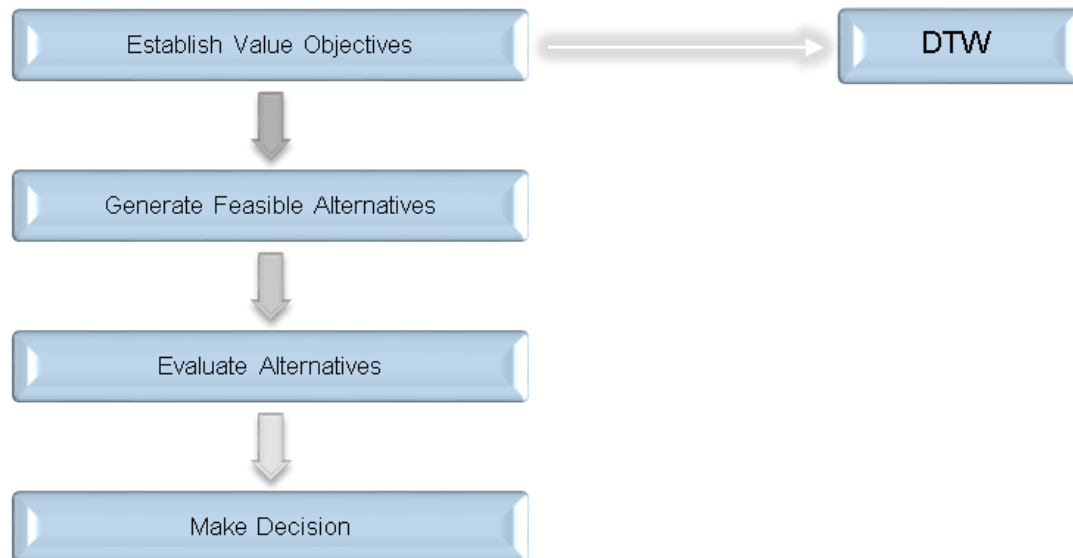 Establish Value Objectives
DTW
Generate Feasible Alternatives
Evaluate Alternatives
Make Decision